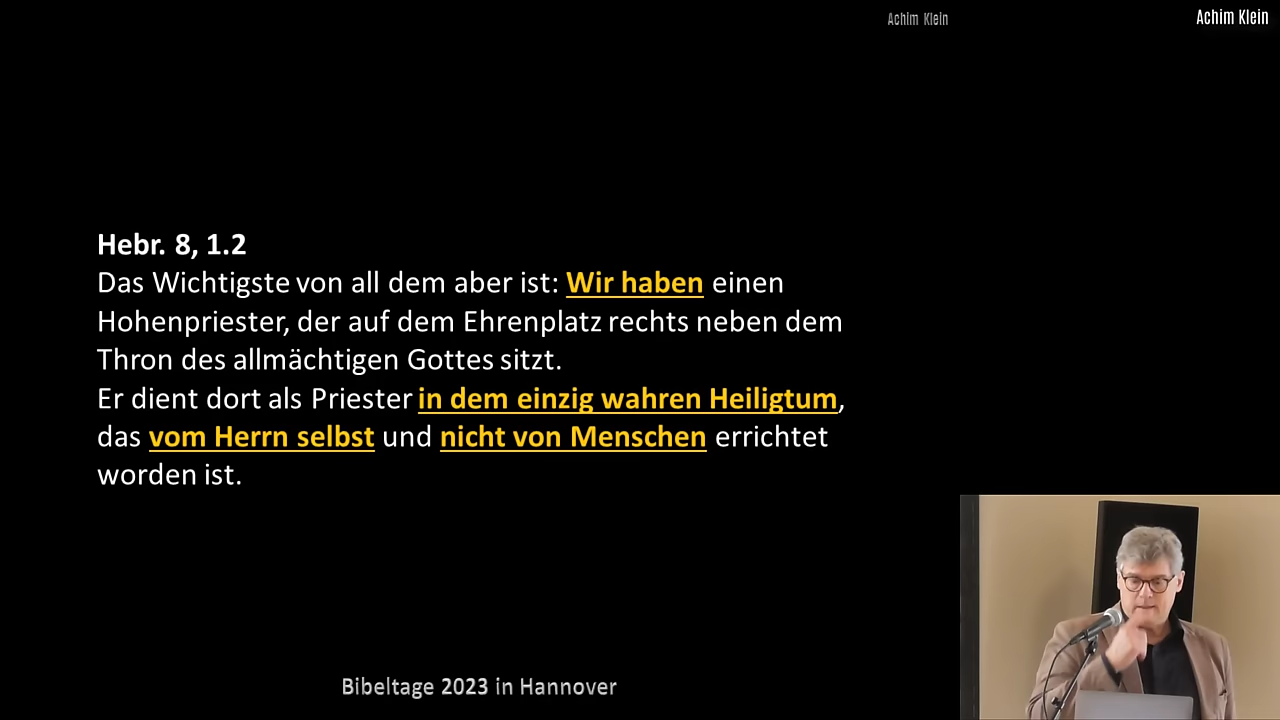 Achim Klein
Achim Klein
Hebr. 8, 1.2
Das Wichtigste von all dem aber ist: Wir haben einen
Hohenpriester, der auf dem Ehrenplatz rechts neben dem
Thron des allmächtigen Gottes sitzt.
Er dient dort als Priester in dem einzig wahren Heiligtum,
das vom Herrn selbst und nicht von Menschen errichtet
worden ist.
Bibeltage 2023 in Hannover